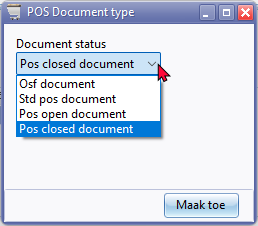 POS Document type
Document status
Pos closed document
Osf document
Std pos document
Pos open document
Pos closed document
Maak toe